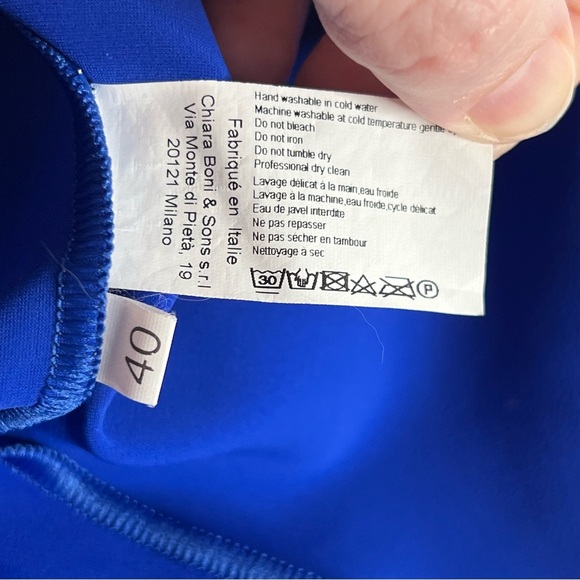 Hand washable in cold water
Machine washable at cold temperature gentle
Do not bleach
Do not iron
Do not tumble dry
Professional dry clean
Lavage délicat à la main,eau froide
Lavage à la machine,eau froide,cycle délicat
Eau de javel interdite
Ne pas repasser
Ne pas sécher en tambour
Nettoyage à sec
30
P
Fabriqué en Italie
Chiara Boni & Sons s.r.l
Via Monte di Pietà, 19
20121 Milano
40